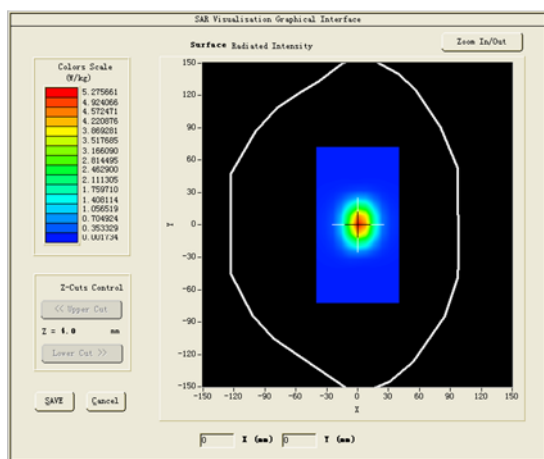 SAR Visualisation Graphical Interface
Surface Radiated Intensity
Zoom In/Out
Colors Scale
(W/kg)
5.275661
4.924066
4.572471
4.220876
3.869281
3.517685
3.166090
2.814495
2.462900
2.111305
1.759710
1.408114
1.056519
0.704924
0.353329
0.001734
150
120
90
60
30
0
-30
-60
-90
-120
-150
Y
-150 -120 -90 -60 -30 0 30 60 90 120 150
X
Z-Cuts Control
<< Upper Cut
Z = 4.0 mm
Lower Cut >>
SAVE Cancel
0 X (mm) 0 Y (mm)